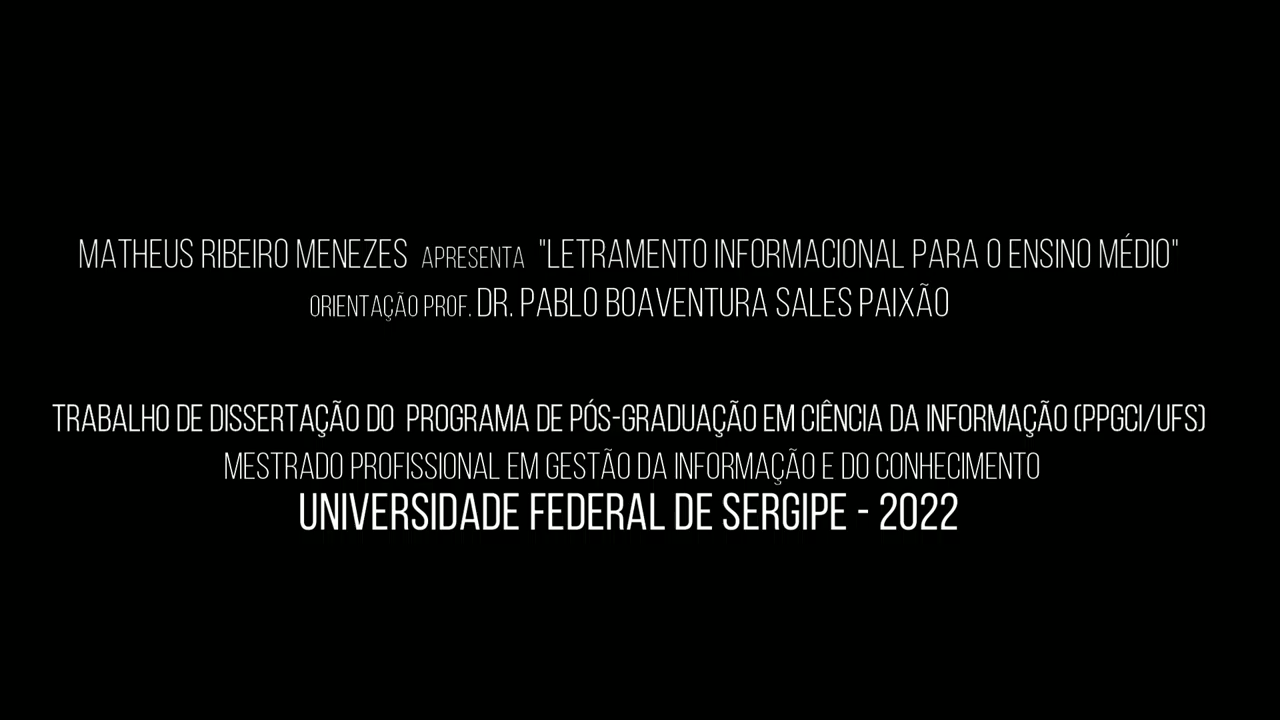 MATHEUS RIBEIRO MENEZES APRESENTA "LETRAMENTO INFORMACIONAL PARA O ENSINO MÉDIO"
ORIENTAÇÃO PROF. DR. PABLO BOAVENTURA SALES PAIXÃO
TRABALHO DE DISSERTAÇÃO DO PROGRAMA DE PÓS-GRADUAÇÃO EM CIÊNCIA DA INFORMAÇÃO (PPGCI/UFS)
MESTRADO PROFISSIONAL EM GESTÃO DA INFORMAÇÃO E DO CONHECIMENTO
UNIVERSIDADE FEDERAL DE SERGIPE - 2022